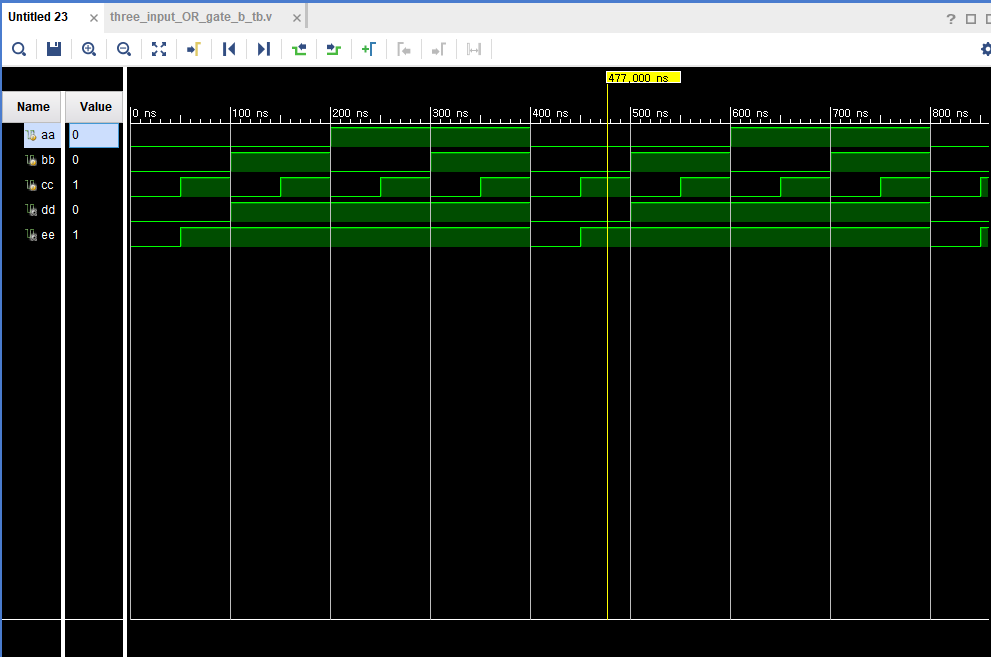 Untitled 23 × three_input_OR_gate_b_tb.v × ?
477,000 ns
Name Value 0 ns 100 ns 200 ns 300 ns 400 ns 500 ns 600 ns 700 ns 800 ns
aa 0
bb 0
cc 1
dd 0
ee 1